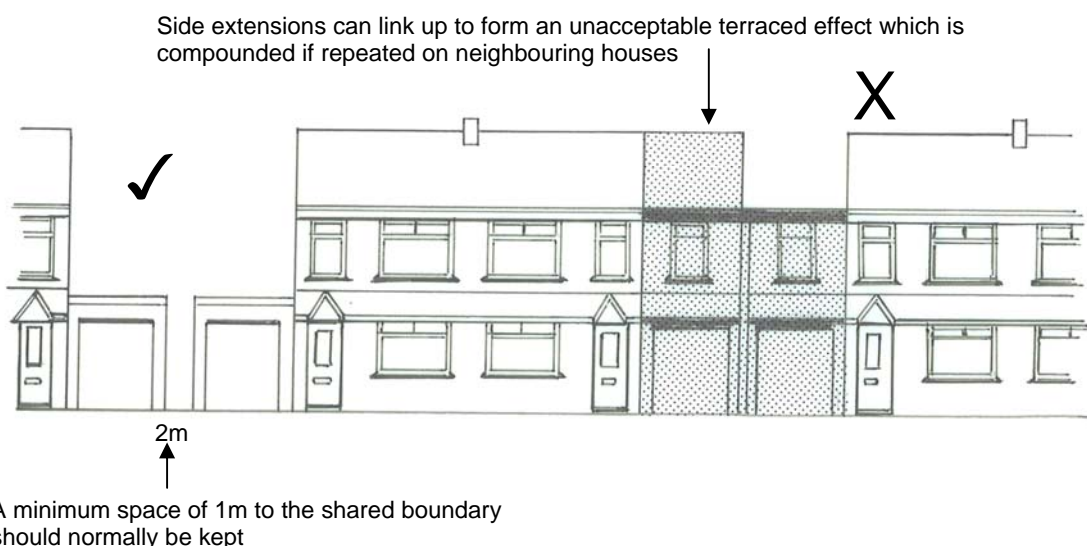 Side extensions can link up to form an unacceptable terraced effect which is
compounded if repeated on neighbouring houses
X
2m
A minimum space of 1m to the shared boundary
should normally be kept